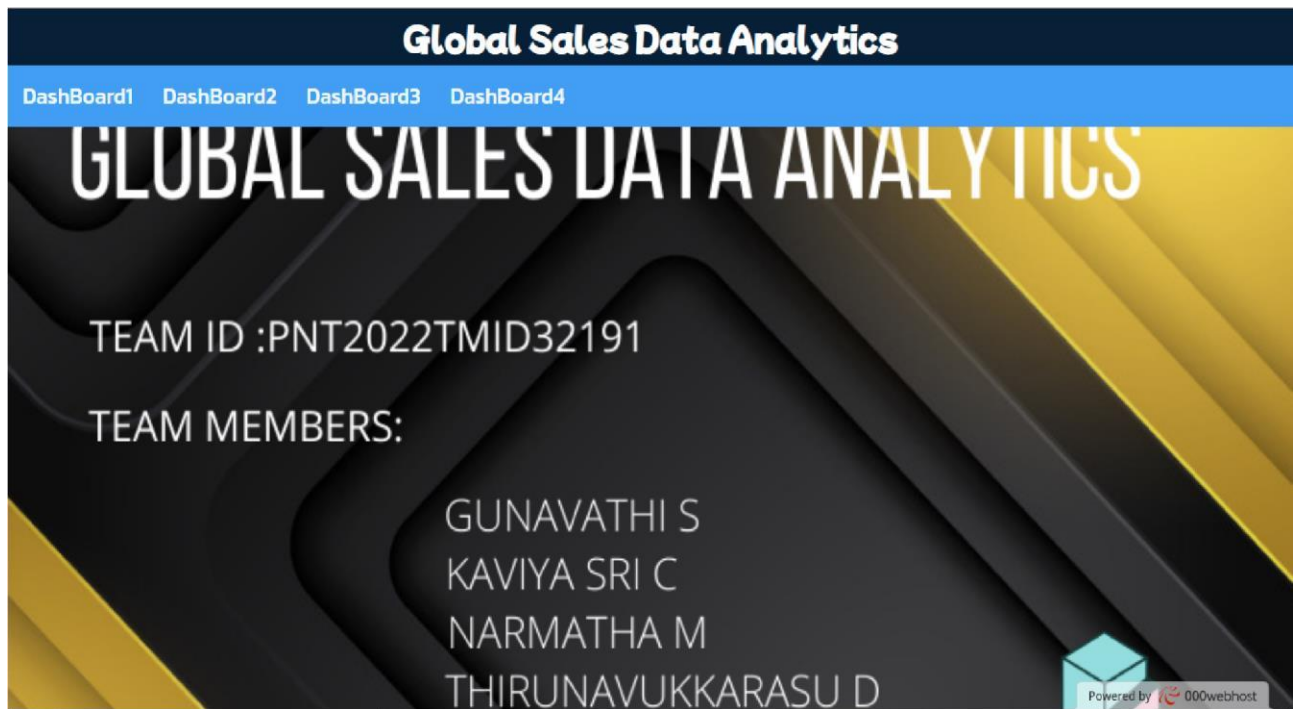 Global Sales Data Analytics
DashBoard1 DashBoard2 DashBoard3 DashBoard4
GLOBAL SALES DATA ANALYTICS
TEAM ID :PNT2022TMID32191
TEAM MEMBERS:
GUNAVATHI S
KAVIYA SRI C
NARMATHA M
THIRUNAVUKKARASU D
Powered by 000webhost